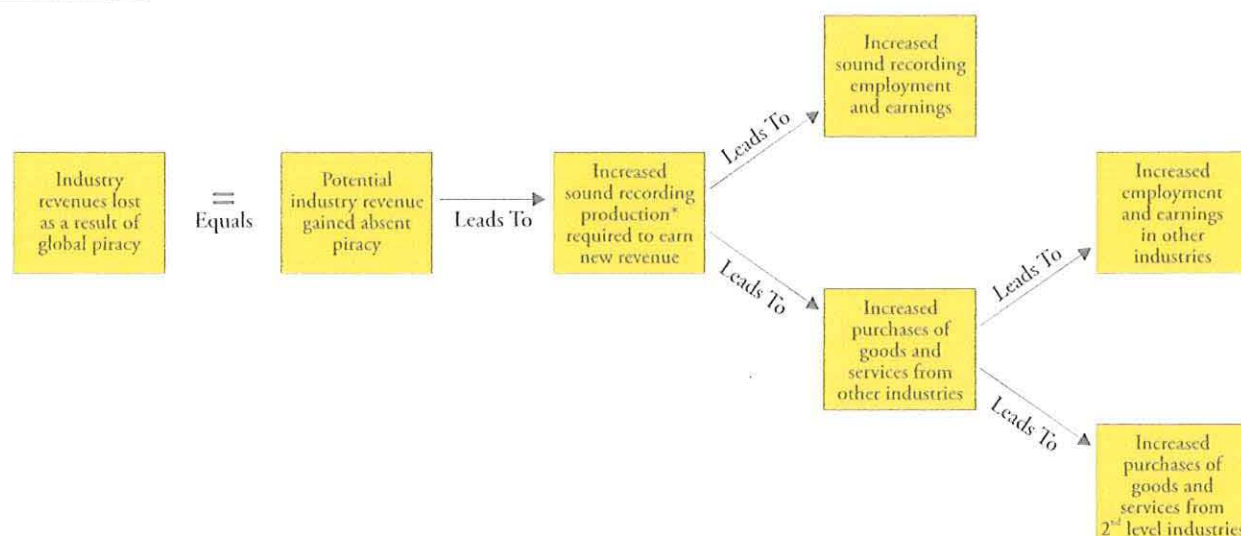 Industry
revenues lost
as a result of
global piracy
=
Equals
Potential
industry revenue
gained absent
piracy
Leads To
Increased
sound recording
production*
required to earn
new revenue
Leads To
Increased
sound recording
employment
and earnings
Leads To
Increased
purchases of
goods and
services from
other industries
Leads To
Increased
employment
and earnings
in other
industries
Leads To
Increased
purchases of
goods and
services from
2nd level industries